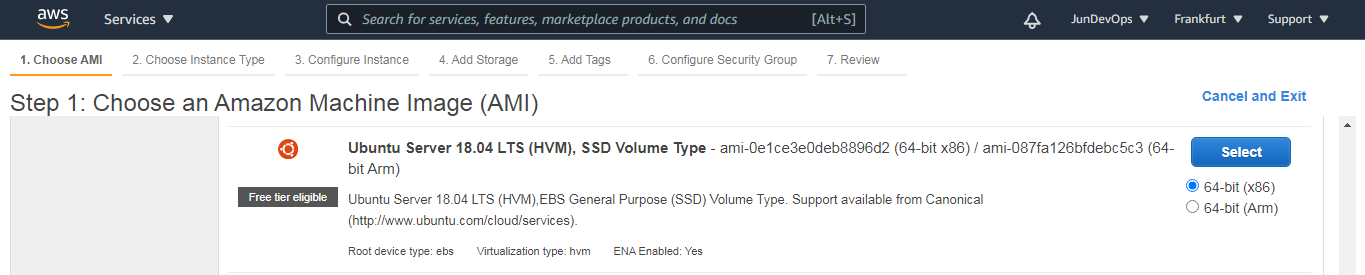 aws Services Search for services, features, marketplace products, and docs [Alt+S] JunDevOps Frankfurt Support
1. Choose AMI 2. Choose Instance Type 3. Configure Instance 4. Add Storage 5. Add Tags 6. Configure Security Group 7. Review
Step 1: Choose an Amazon Machine Image (AMI) Cancel and Exit
Ubuntu Server 18.04 LTS (HVM), SSD Volume Type - ami-0e1ce3e0deb8896d2 (64-bit x86) / ami-087fa126bfdebc5c3 (64-
bit Arm)
Select
Free tier eligible
64-bit (x86)
Ubuntu Server 18.04 LTS (HVM),EBS General Purpose (SSD) Volume Type. Support available from Canonical
(http://www.ubuntu.com/cloud/services).
64-bit (Arm)
Root device type: ebs Virtualization type: hvm ENA Enabled: Yes